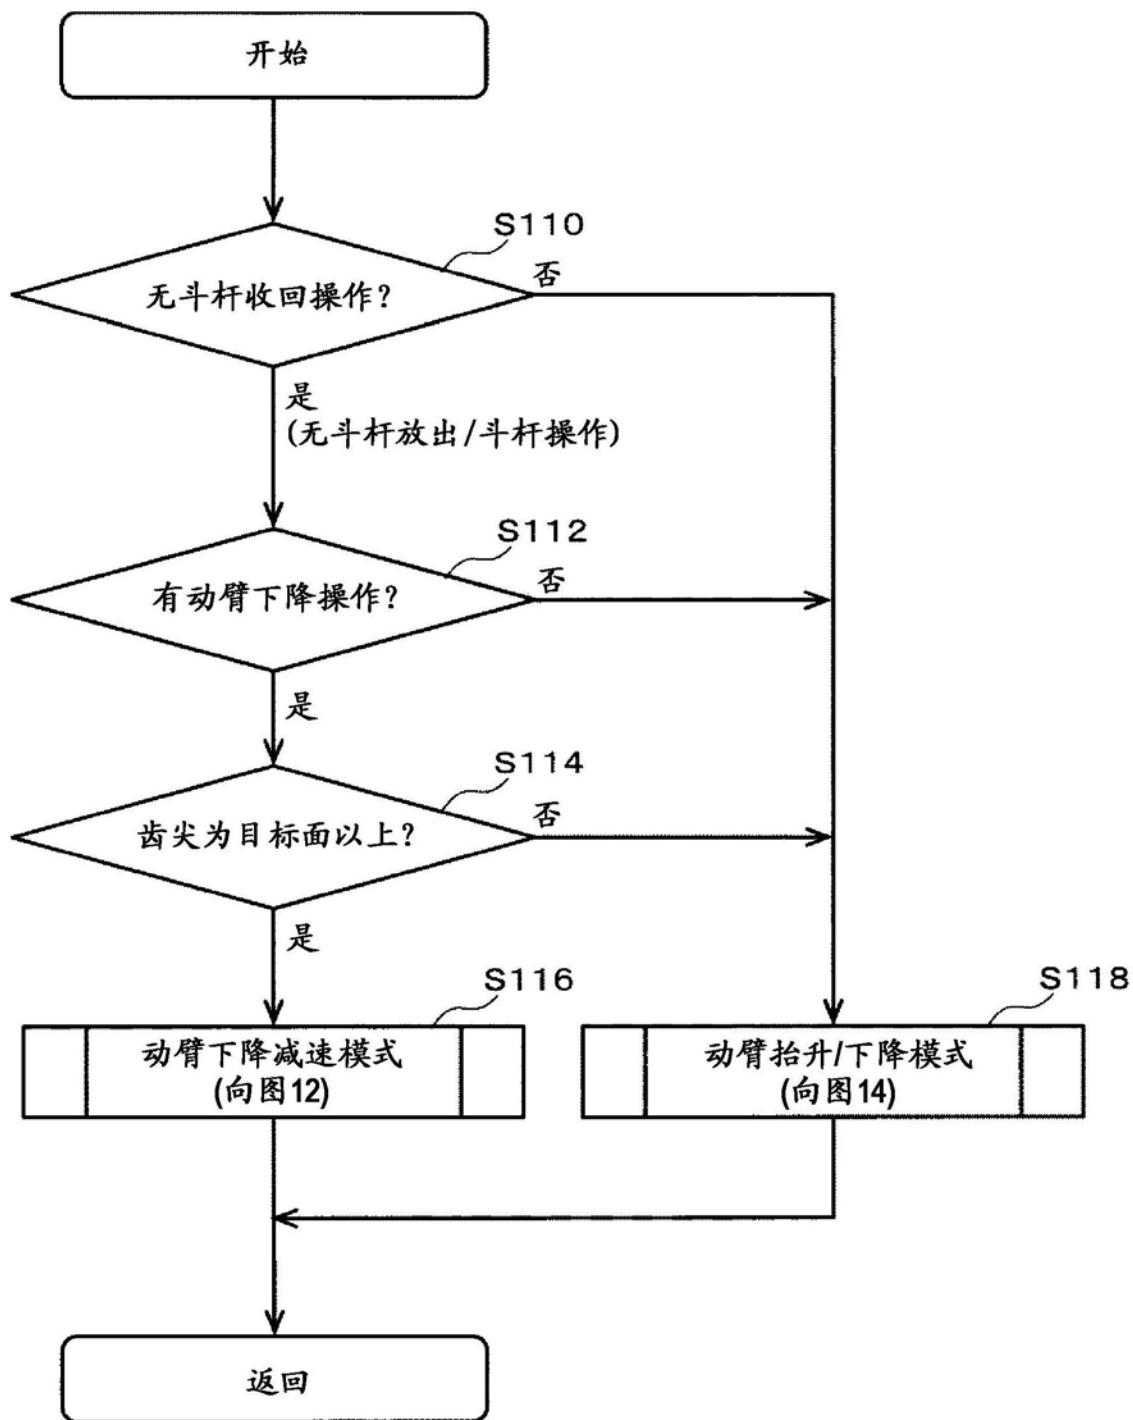 开始
S110
无斗杆收回操作?
否
是
(无斗杆放出/斗杆操作)
S112
有动臂下降操作?
否
是
S114
齿尖为目标面以上?
否
是
S116
动臂下降减速模式
(向图12)
S118
动臂抬升/下降模式
(向图14)
返回